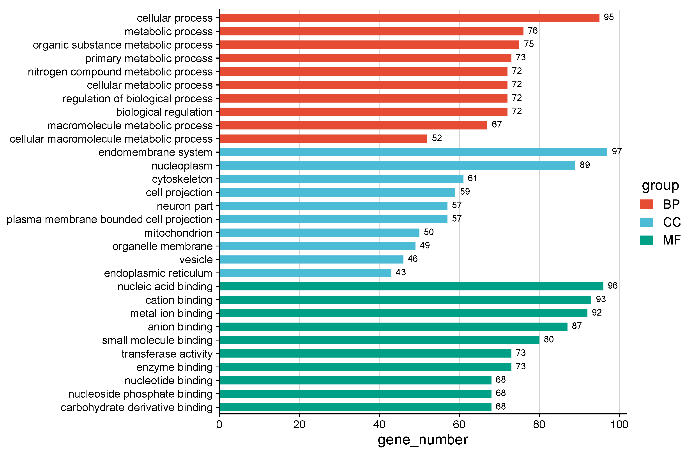 cellular process 95
metabolic process 76
organic substance metabolic process 75
primary metabolic process 73
nitrogen compound metabolic process 72
cellular metabolic process 72
regulation of biological process 72
biological regulation 72
macromolecule metabolic process 67
cellular macromolecule metabolic process 52
endomembrane system 97
nucleoplasm 89
cytoskeleton 61
cell projection 59
neuron part 57
plasma membrane bounded cell projection 57
mitochondrion 50
organelle membrane 49
vesicle 46
endoplasmic reticulum 43
nucleic acid binding 96
cation binding 93
metal ion binding 92
anion binding 87
small molecule binding 80
transferase activity 73
enzyme binding 73
nucleotide binding 68
nucleoside phosphate binding 68
carbohydrate derivative binding 68
0 20 40 60 80 100
gene_number
group
BP
CC
MF